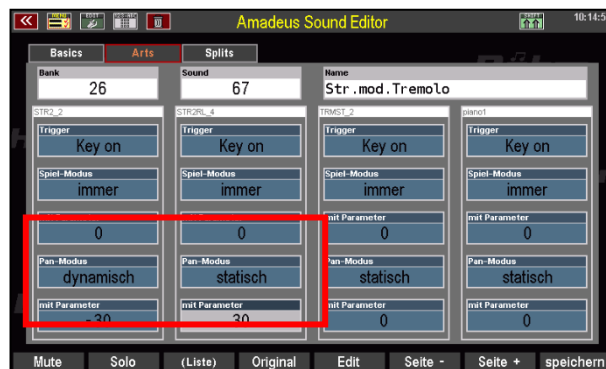 MENU EDIT SHIFT
Amadeus Sound Editor 10:14:5
Basics Arts Splits
Bank Sound Name
26 67 Str.mod.Tremolo
STR2_2 STR2RL_4 TRMST_2 piano1
Trigger Trigger Trigger Trigger
Key on Key on Key on Key on
Spiel-Modus Spiel-Modus Spiel-Modus Spiel-Modus
immer immer immer immer
mit Parameter mit Parameter
0 0 0 0
Pan-Modus Pan-Modus Pan-Modus Pan-Modus
dynamisch statisch statisch statisch
mit Parameter mit Parameter mit Parameter mit Parameter
-30 30 0 0
Mute Solo (Liste) Original Edit Seite - Seite + speichern